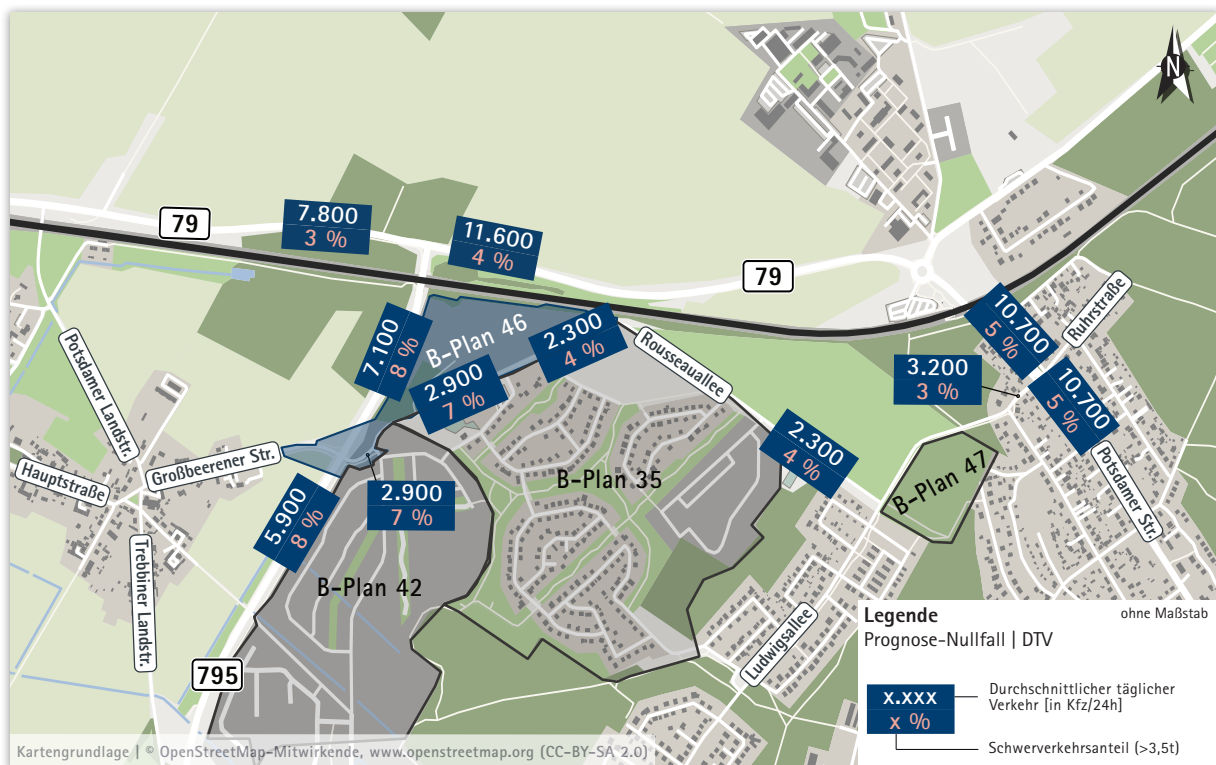 N
7.800
3 %
79
11.600
4 %
79
7.100
8 %
B-Plan 46
2.300
4 %
2.900
7 %
Rousseauallee
10.700
5 %
Ruhrstraße
3.200
3 %
10.700
5 %
Potsdamer Str.
Potsdamer Landstr.
Großbeerener Str.
Hauptstraße
Trebbiner Landstr.
5.900
8 %
2.900
7 %
B-Plan 35
2.300
4 %
B-Plan 47
B-Plan 42
Ludwigsallee
795
Legende
ohne Maßstab
Prognose-Nullfall | DTV
x.xxx
x %
Durchschnittlicher täglicher
Verkehr [in Kfz/24h]
Schwerverkehrsanteil (>3,5t)
Kartengrundlage | © OpenStreetMap-Mitwirkende, www.openstreetmap.org (CC-BY-SA 2.0)